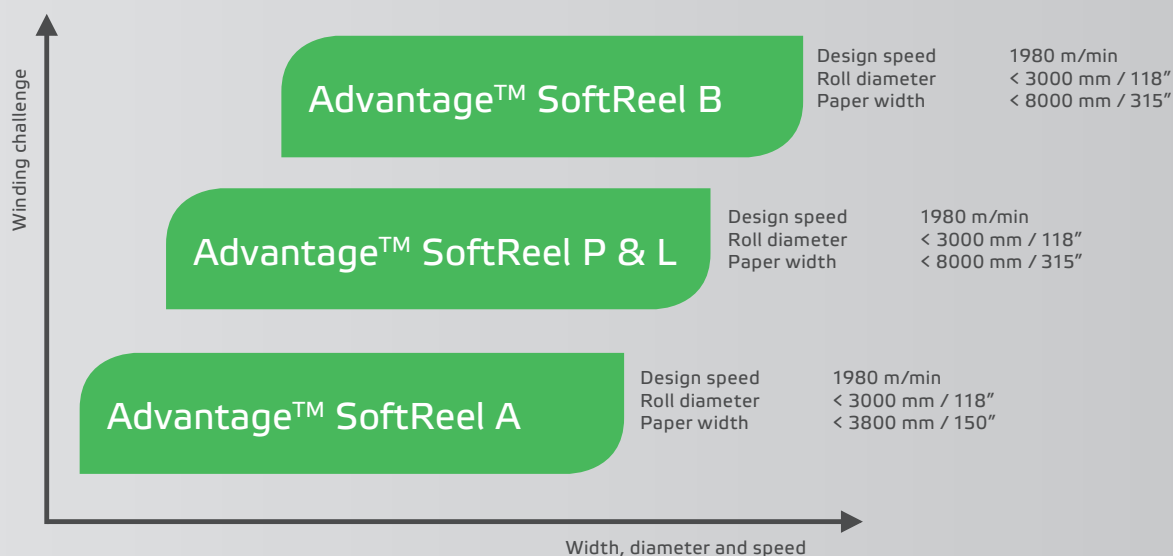 Winding challenge
Advantage™ SoftReel B
Design speed 1980 m/min
Roll diameter < 3000 mm / 118”
Paper width < 8000 mm / 315”
Advantage™ SoftReel P & L
Design speed 1980 m/min
Roll diameter < 3000 mm / 118”
Paper width < 8000 mm / 315”
Advantage™ SoftReel A
Design speed 1980 m/min
Roll diameter < 3000 mm / 118”
Paper width < 3800 mm / 150”
Width, diameter and speed